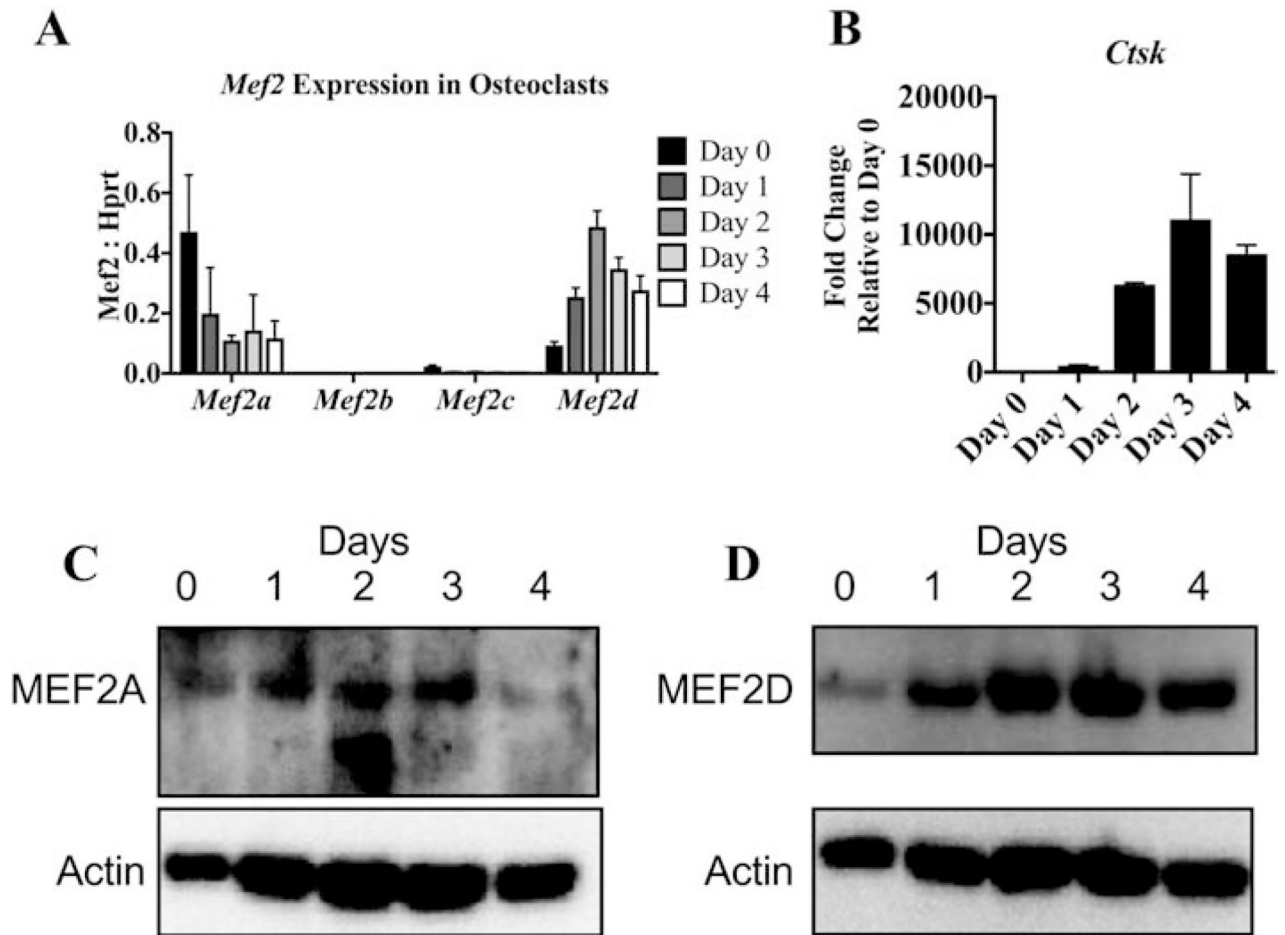 A
Mef2 Expression in Osteoclasts
Mef2 : Hprt
0.8
0.6
0.4
0.2
0.0
Mef2a Mef2b Mef2c Mef2d
Day 0
Day 1
Day 2
Day 3
Day 4
B
Ctsk
Fold Change
Relative to Day 0
20000
15000
10000
5000
0
Day 0 Day 1 Day 2 Day 3 Day 4
C
Days
0 1 2 3 4
MEF2A
Actin
D
Days
0 1 2 3 4
MEF2D
Actin